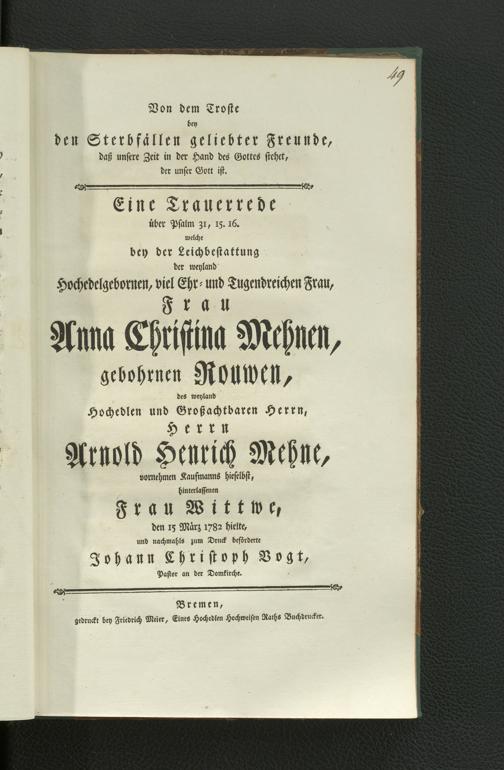 49
Von dem Troste
bey
den Sterbfällen geliebter Freunde,
daß unsere Zeit in der Hand des Gottes stehet,
der unser Gott ist.
Eine Trauerrede
über Psalm 31, 15. 16.
welche
bey der Leichbestattung
der weyland
Hochedelgebornen, viel Ehr- und Tugendreichen Frau,
Frau
Anna Christina Mehnen,
gebohrnen Rouwen,
des weyland
Hochedlen und Großachtbaren Herrn,
Herrn
Arnold Henrich Mehne,
vornehmen Kaufmanns hieselbst,
hinterlassenen
Frau Wittwe,
den 15 März 1782 hielte,
und nachmahls zum Druck beförderte
Johann Christoph Vogt,
Pastor an der Domkirche.
Bremen,
gedruckt bey Friedrich Meier, Eines Hochedlen Hochweisen Raths Buchdrucker.